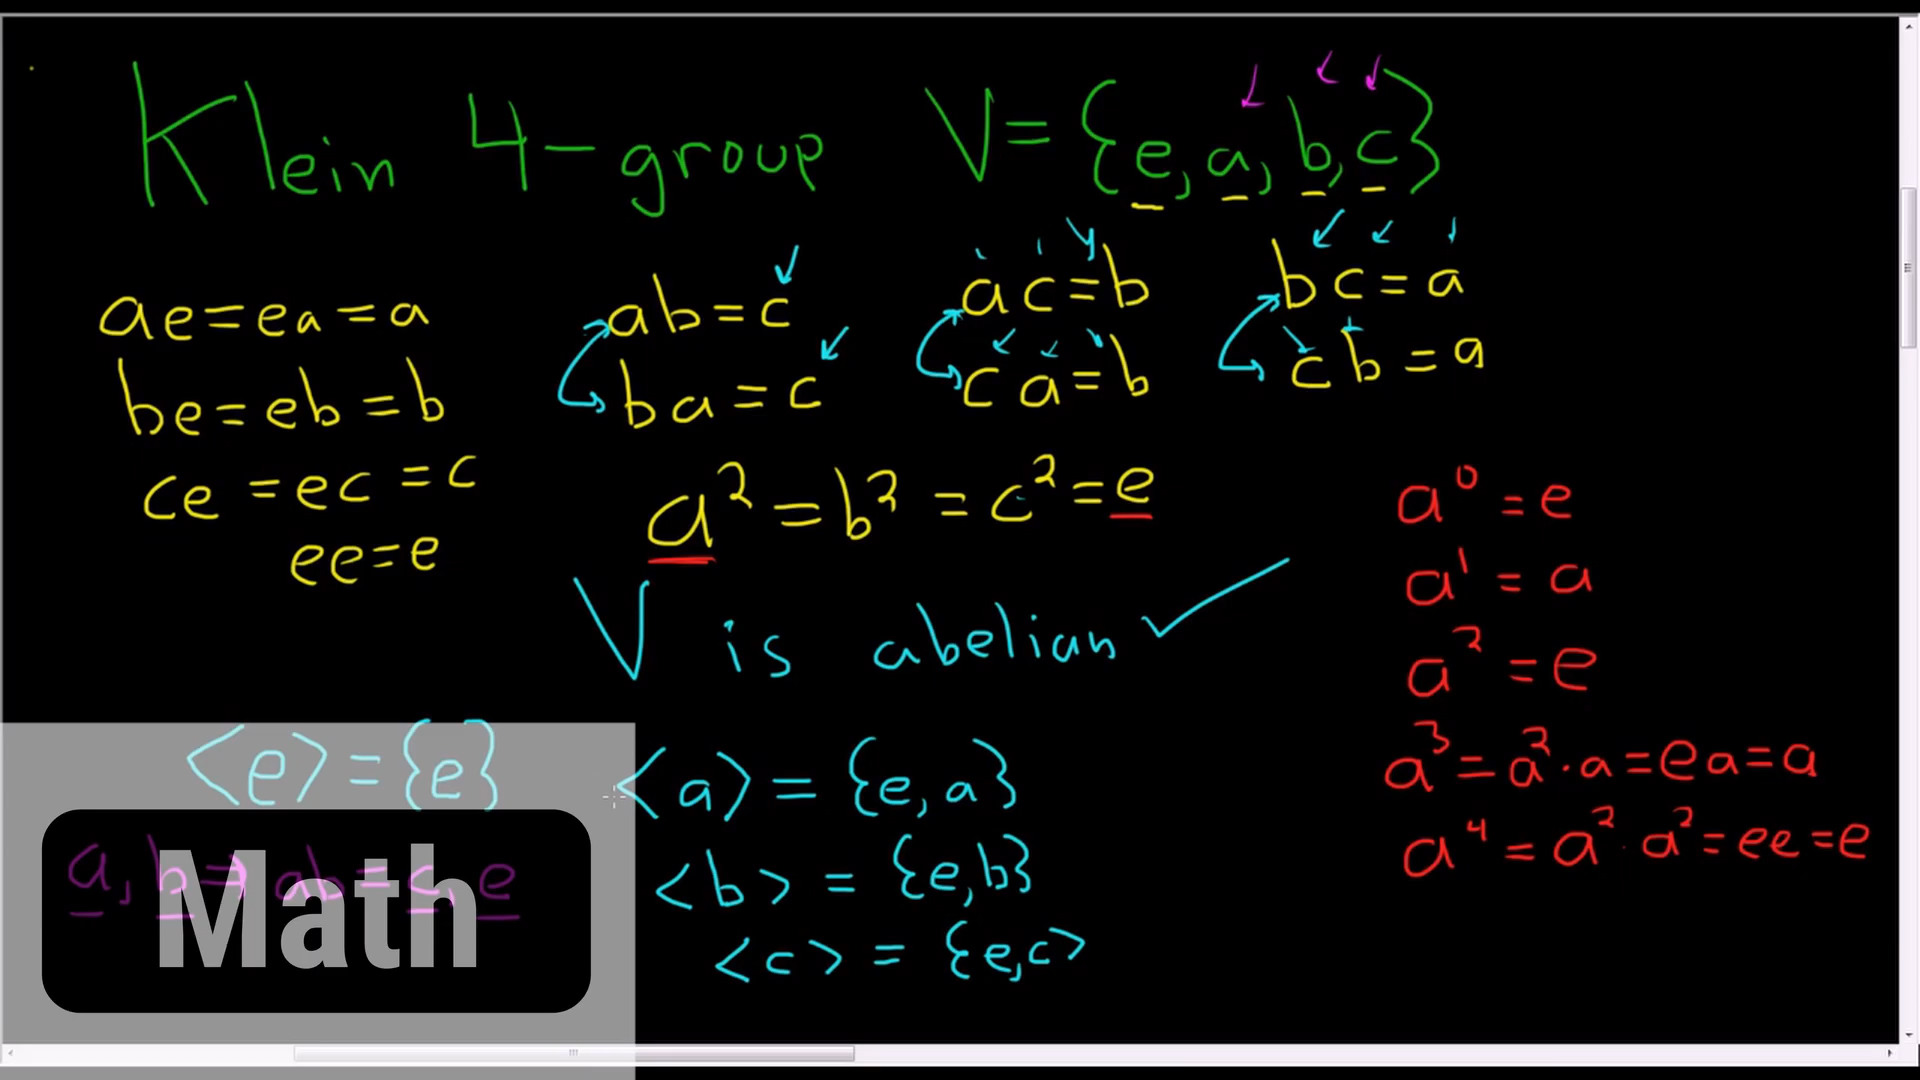 Klein 4-group V={e, a, b, c}
ae=ea=a
be=eb=b
ce=ec=c
ee=e
ab=c
ba=c
ac=b
ca=b
bc=a
cb=a
a²=b²=c²=e
V is abelian ✓
a⁰=e
a¹=a
a²=e
a³=a²·a=ea=a
a⁴=a²·a²=ee=e
<e>={e}
a, b ⇒ ab=c, e
<a>={e, a}
<b>={e,b}
<c>={e,c>
Math